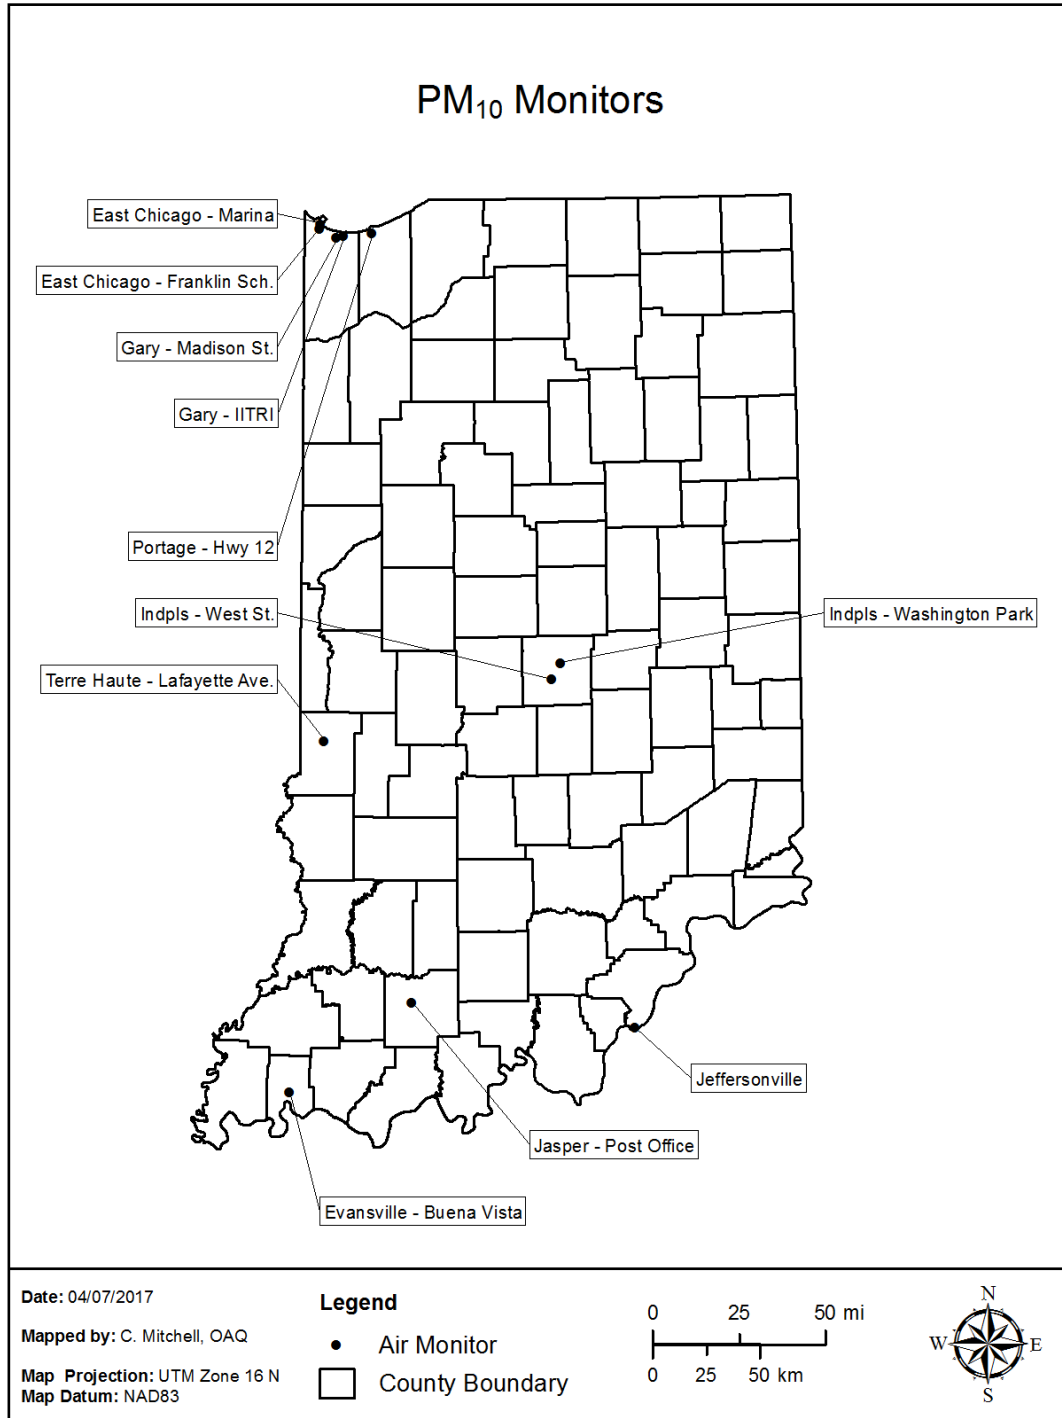 PM₁₀ Monitors
East Chicago - Marina
East Chicago - Franklin Sch.
Gary - Madison St.
Gary - IITRI
Portage - Hwy 12
Indpls - West St.
Indpls - Washington Park
Terre Haute - Lafayette Ave.
Jeffersonville
Jasper - Post Office
Evansville - Buena Vista
Date: 04/07/2017
Mapped by: C. Mitchell, OAQ
Map Projection: UTM Zone 16 N
Map Datum: NAD83
Legend
Air Monitor
County Boundary
0 25 50 mi
0 25 50 km
N
W E
S